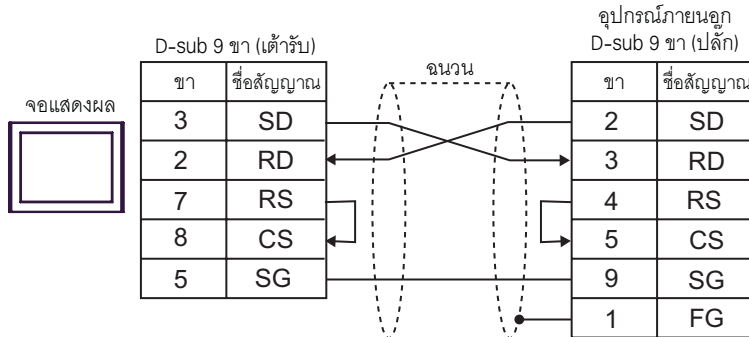 อุปกรณ์ภายนอก
D-sub 9 ขา (เต้ารับ)
D-sub 9 ขา (ปลั๊ก)
ฉนวน
จอแสดงผล
ขา ชื่อสัญญาณ
3 SD
2 RD
7 RS
8 CS
5 SG
ขา ชื่อสัญญาณ
2 SD
3 RD
4 RS
5 CS
9 SG
1 FG